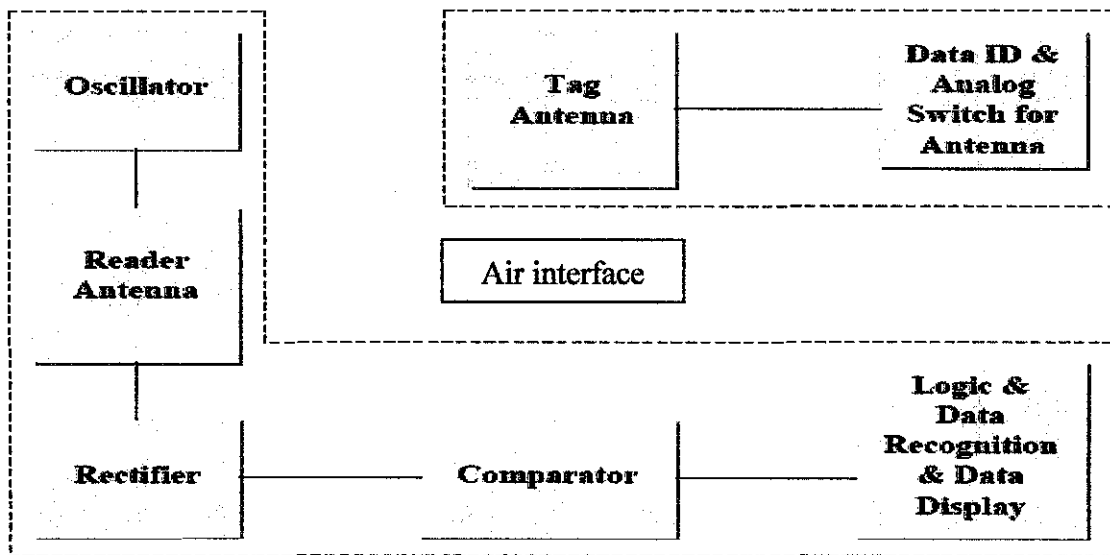 Oscillator
Tag
Antenna
Data ID &
Analog
Switch for
Antenna
Reader
Antenna
Air interface
Rectifier
Comparator
Logic &
Data
Recognition
& Data
Display